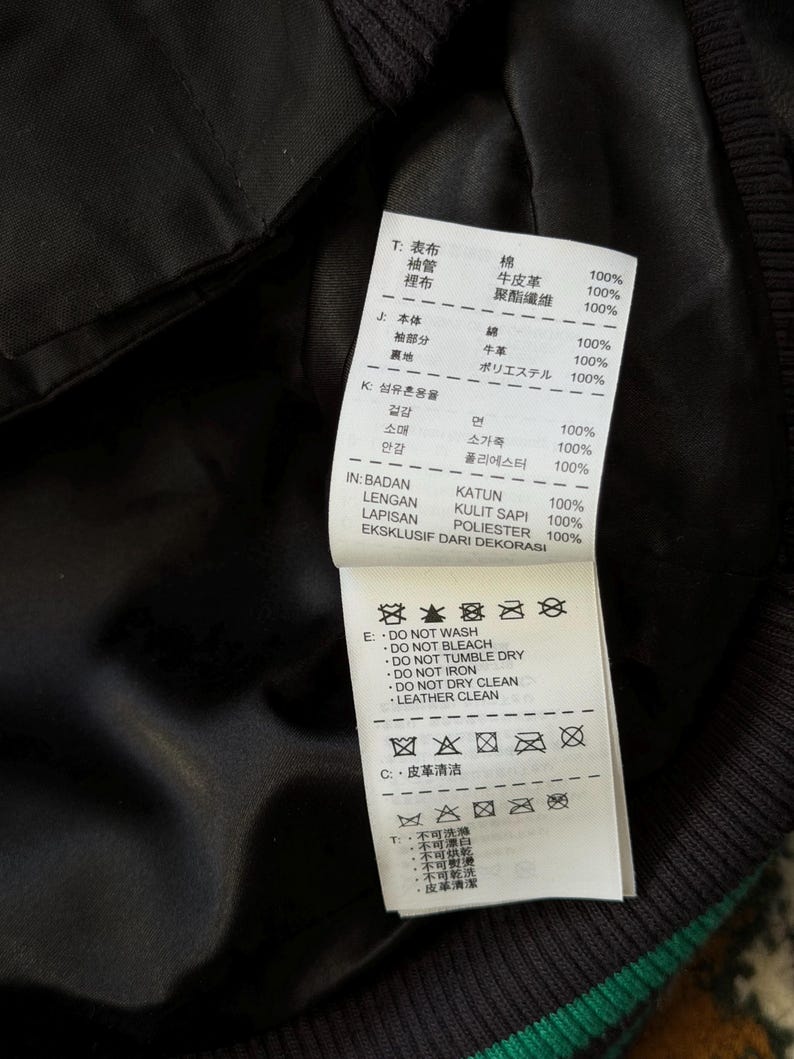 T: 表布 棉 100%
袖管 牛皮革 100%
裡布 聚酯纖維 100%
J: 本体 綿 100%
袖部分 牛革 100%
裏地 ポリエステル 100%
K: 섬유혼용율
겉감 면 100%
소매 소가죽 100%
안감 폴리에스터 100%
IN: BADAN KATUN 100%
LENGAN KULIT SAPI 100%
LAPISAN POLIESTER 100%
EKSKLUSIF DARI DEKORASI
E: · DO NOT WASH
· DO NOT BLEACH
· DO NOT TUMBLE DRY
· DO NOT IRON
· DO NOT DRY CLEAN
· LEATHER CLEAN
C: · 皮革清洁
T: · 不可洗滌
· 不可漂白
· 不可烘乾
· 不可熨燙
· 不可乾洗
· 皮革清潔